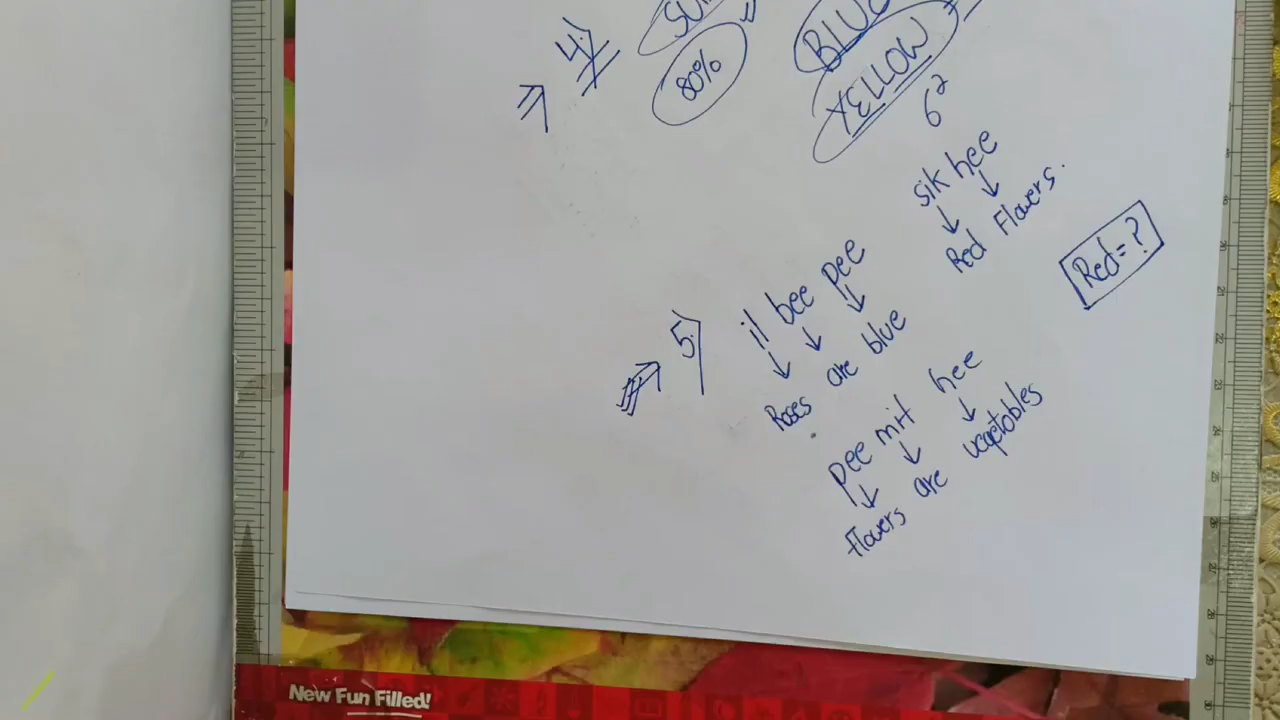 4.)
80%
BLUE
YELLOW
6²
sik hee
Red Flowers.
Red=?
5.)
il bee pee
Roses are blue
pee mit hee
flowers are vegetables
New Fun Filled!